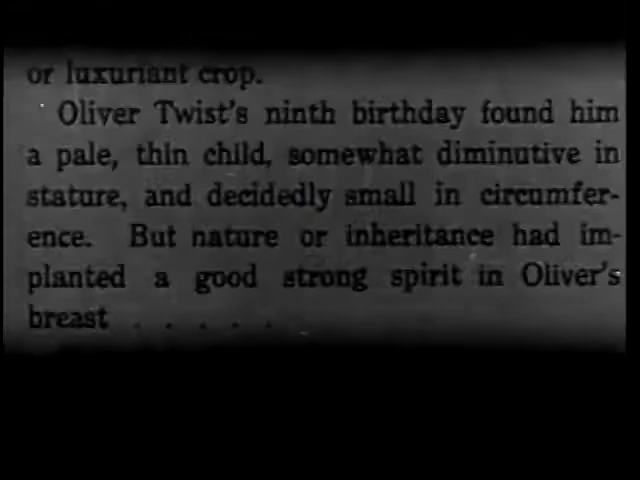 or luxuriant crop.
Oliver Twist's ninth birthday found him
a pale, thin child, somewhat diminutive in
stature, and decidedly small in circumfer-
ence. But nature or inheritance had im-
planted a good strong spirit in Oliver's
breast . . . . .